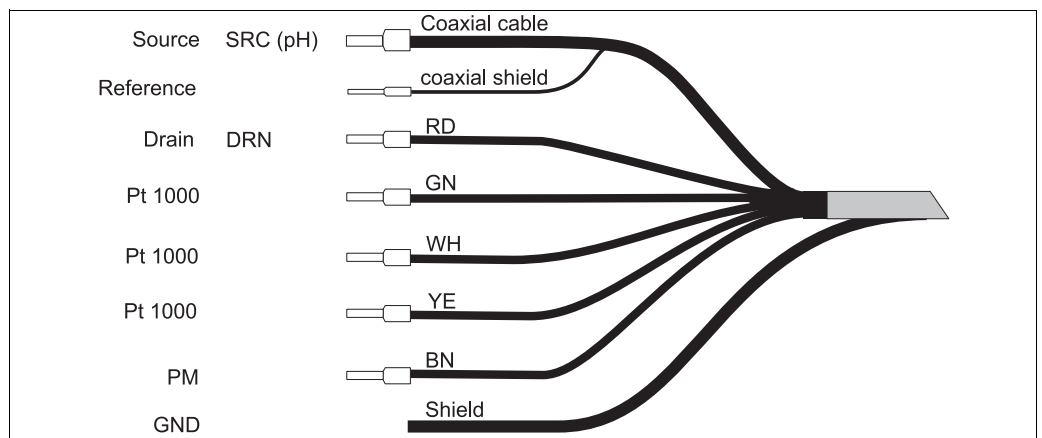 Source SRC (pH) Coaxial cable
Reference coaxial shield
Drain DRN RD
Pt 1000 GN
Pt 1000 WH
Pt 1000 YE
PM BN
GND Shield